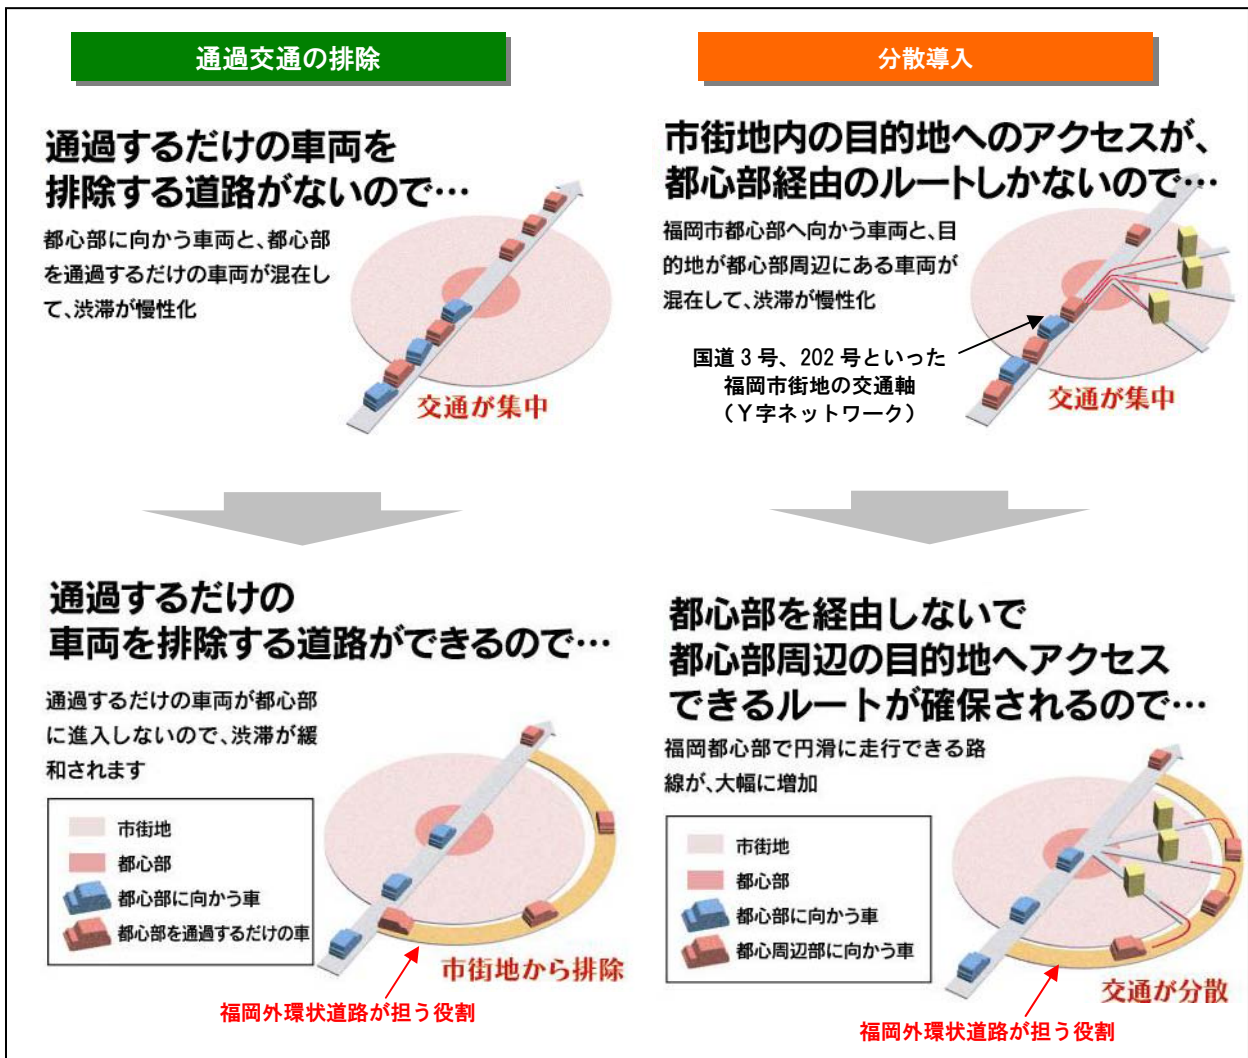 通過交通の排除
通過するだけの車両を
排除する道路がないので…
都心部に向かう車両と、都心部
を通過するだけの車両が混在し
て、渋滞が慢性化
交通が集中
通過するだけの
車両を排除する道路ができるので…
通過するだけの車両が都心部
に進入しないので、渋滞が緩
和されます
市街地
都心部
都心部に向かう車
都心部を通過するだけの車
市街地から排除
福岡外環状道路が担う役割
分散導入
市街地内の目的地へのアクセスが、
都心部経由のルートしかないので…
福岡市都心部へ向かう車両と、目
的地が都心部周辺にある車両が
混在して、渋滞が慢性化
国道3号、202号といった
福岡市街地の交通軸
（Y字ネットワーク）
交通が集中
都心部を経由しないで
都心部周辺の目的地へアクセス
できるルートが確保されるので…
福岡都心部で円滑に走行できる路
線が、大幅に増加
市街地
都心部
都心部に向かう車
都心周辺部に向かう車
交通が分散
福岡外環状道路が担う役割